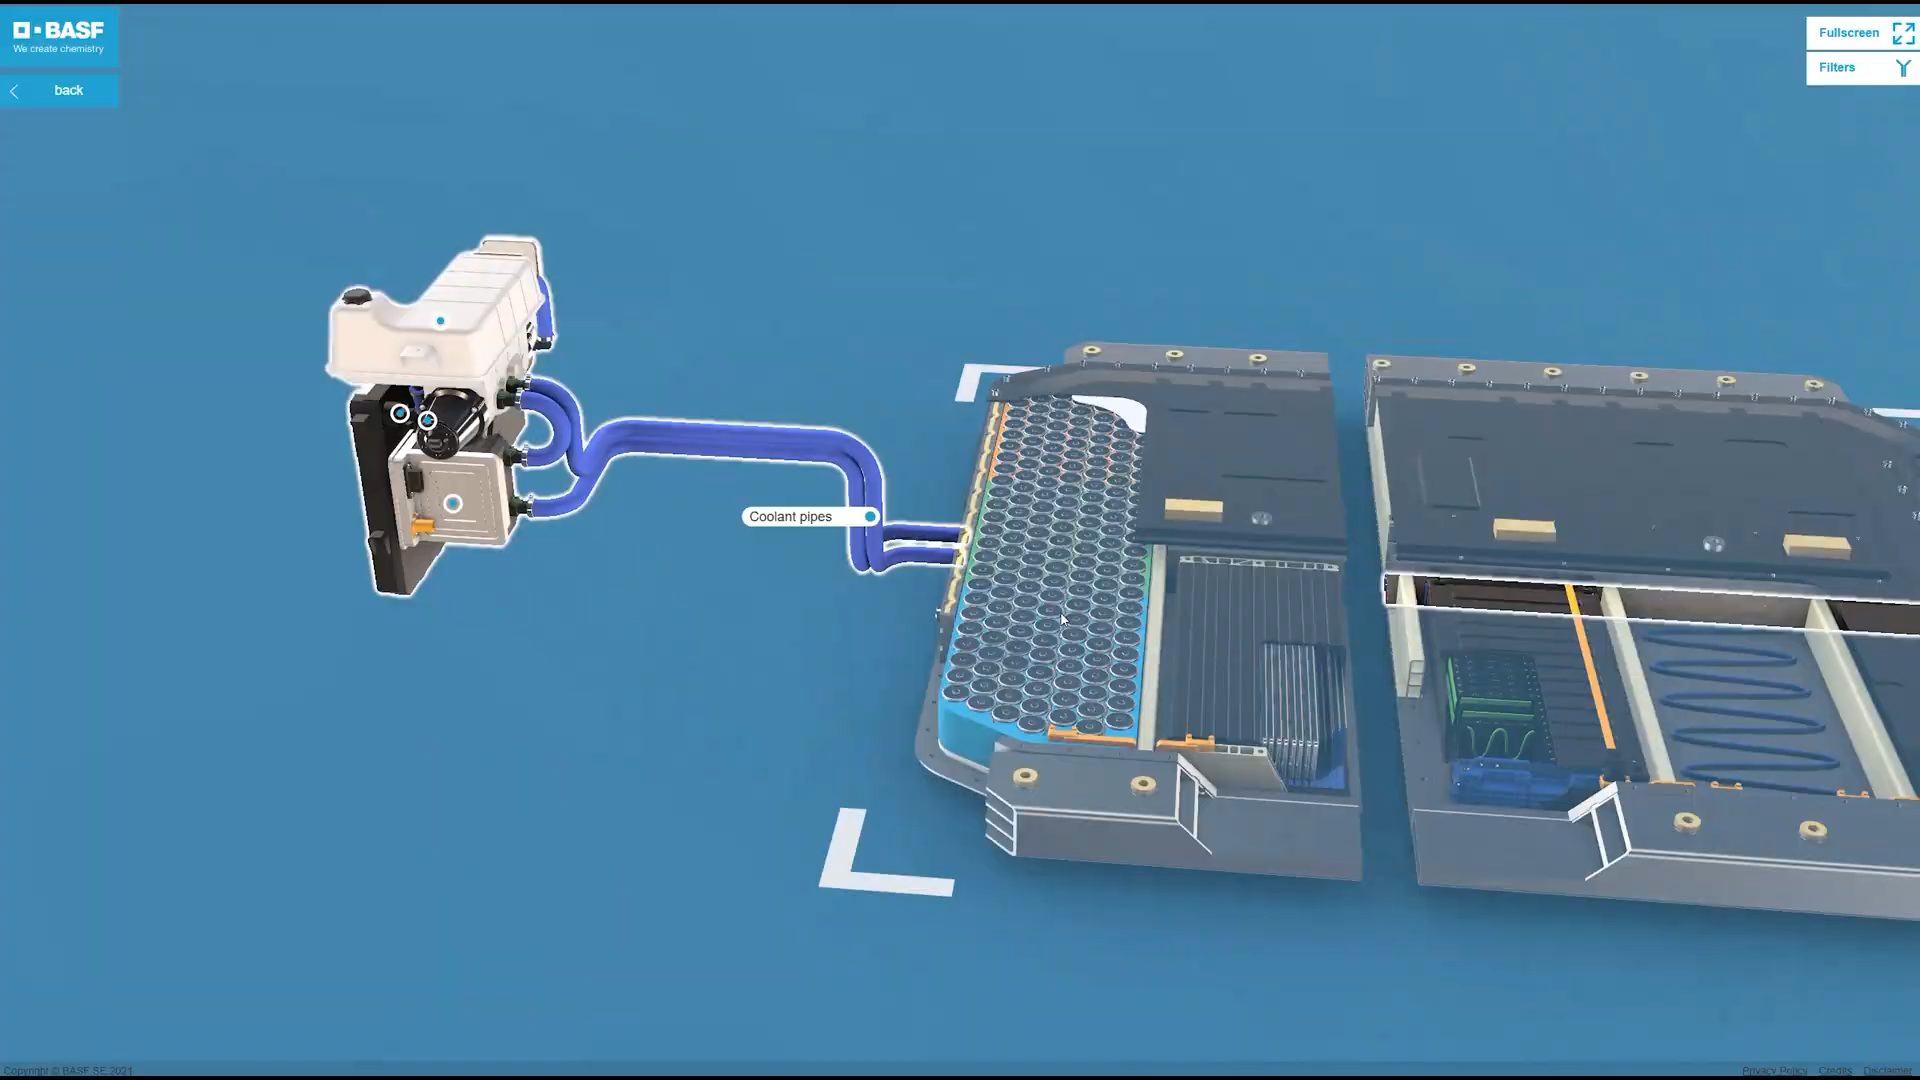 BASF
We create chemistry
back
Fullscreen
Filters
Coolant pipes
Copyright © BASF SE 2021
Privacy Policy Credits Disclaimer